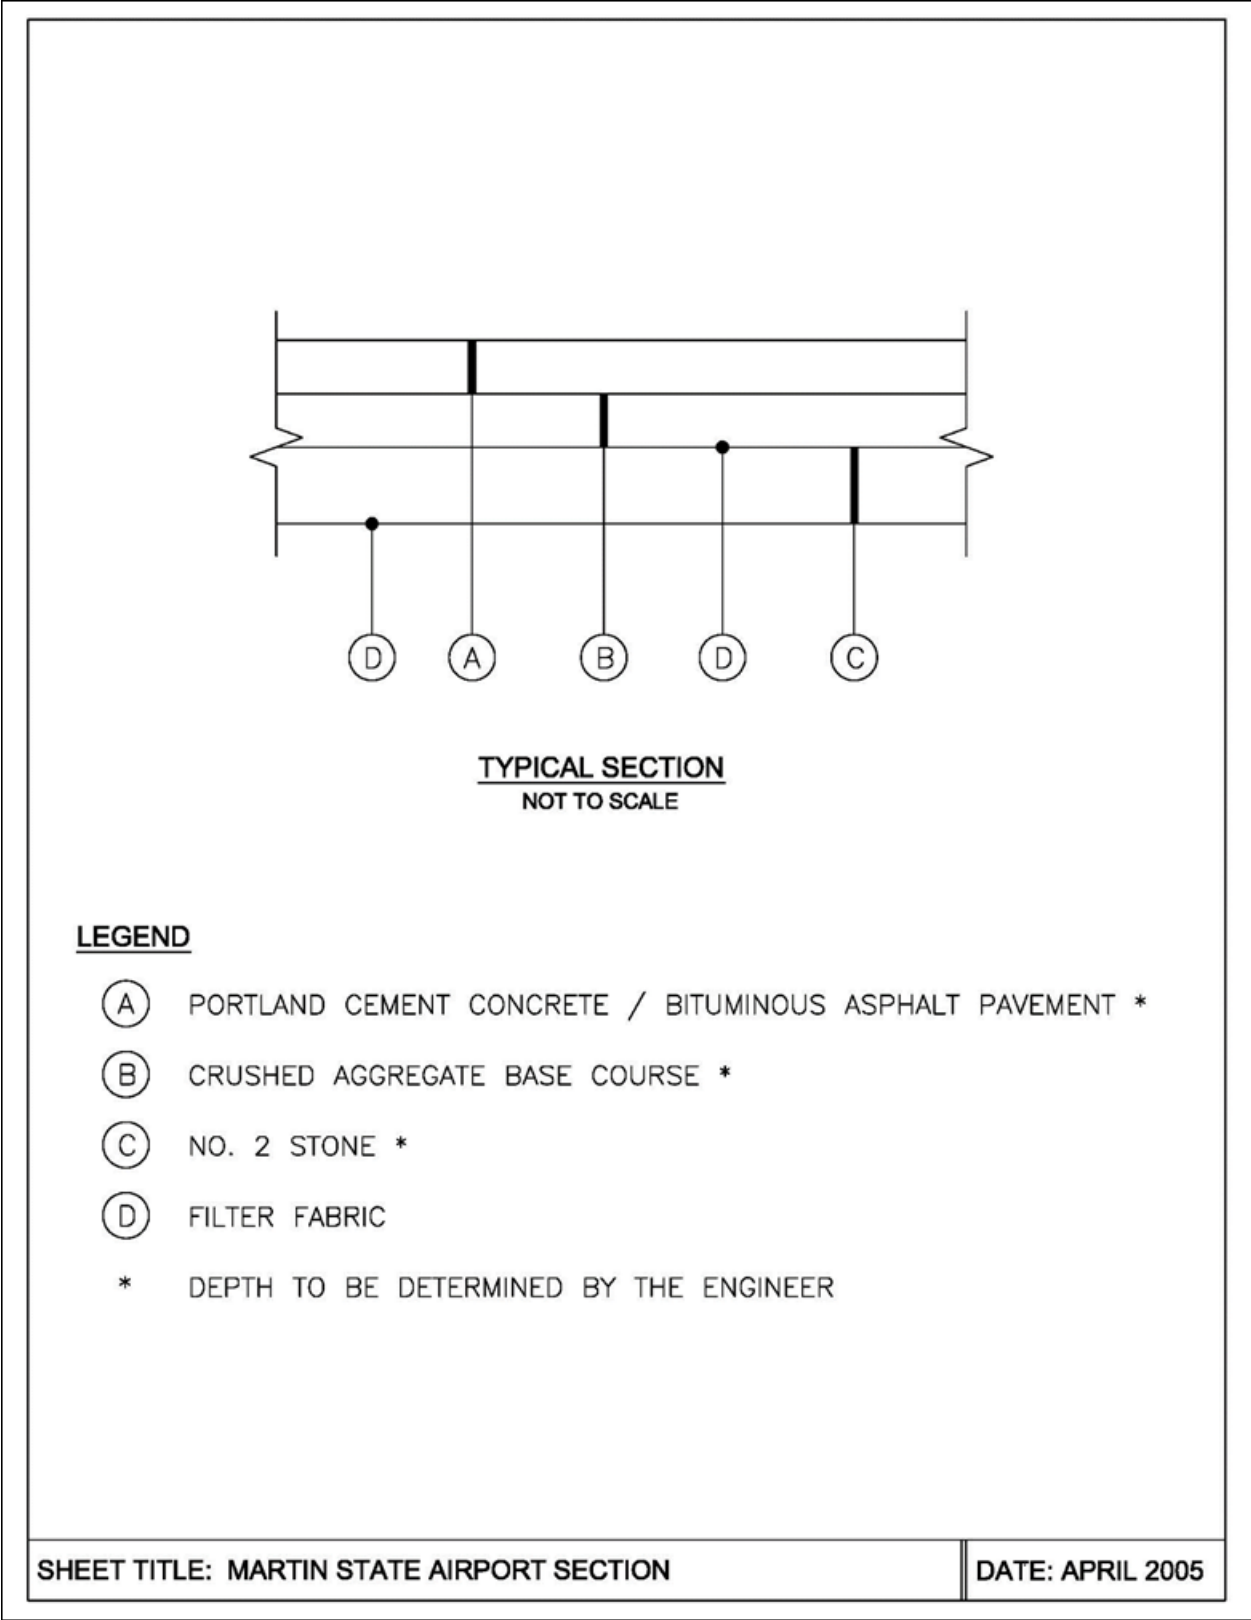 D A B D C
TYPICAL SECTION
NOT TO SCALE
LEGEND
A PORTLAND CEMENT CONCRETE / BITUMINOUS ASPHALT PAVEMENT *
B CRUSHED AGGREGATE BASE COURSE *
C NO. 2 STONE *
D FILTER FABRIC
* DEPTH TO BE DETERMINED BY THE ENGINEER
SHEET TITLE: MARTIN STATE AIRPORT SECTION DATE: APRIL 2005